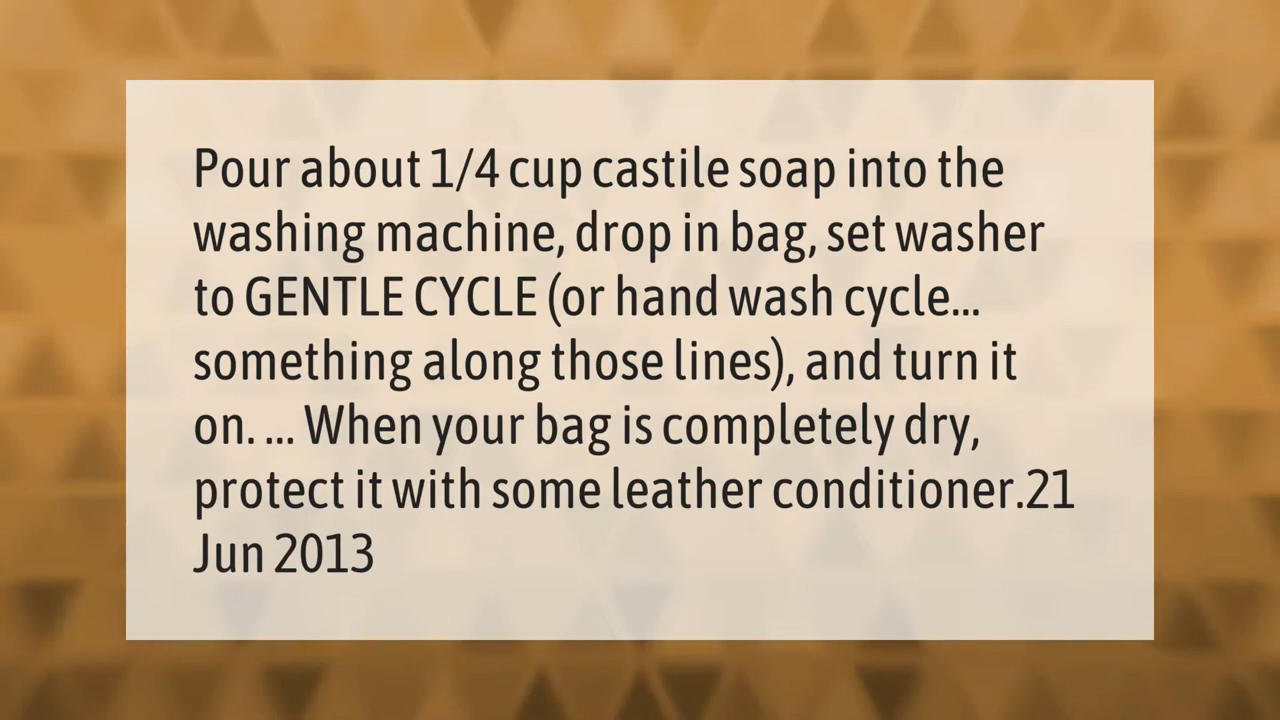 Pour about 1/4 cup castile soap into the
washing machine, drop in bag, set washer
to GENTLE CYCLE (or hand wash cycle...
something along those lines), and turn it
on. ... When your bag is completely dry,
protect it with some leather conditioner.21
Jun 2013